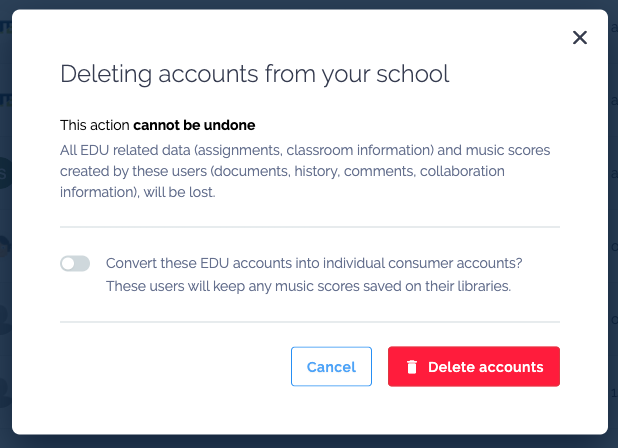 Deleting accounts from your school
This action cannot be undone
All EDU related data (assignments, classroom information) and music scores
created by these users (documents, history, comments, collaboration
information), will be lost.
Convert these EDU accounts into individual consumer accounts?
These users will keep any music scores saved on their libraries.
Cancel
Delete accounts